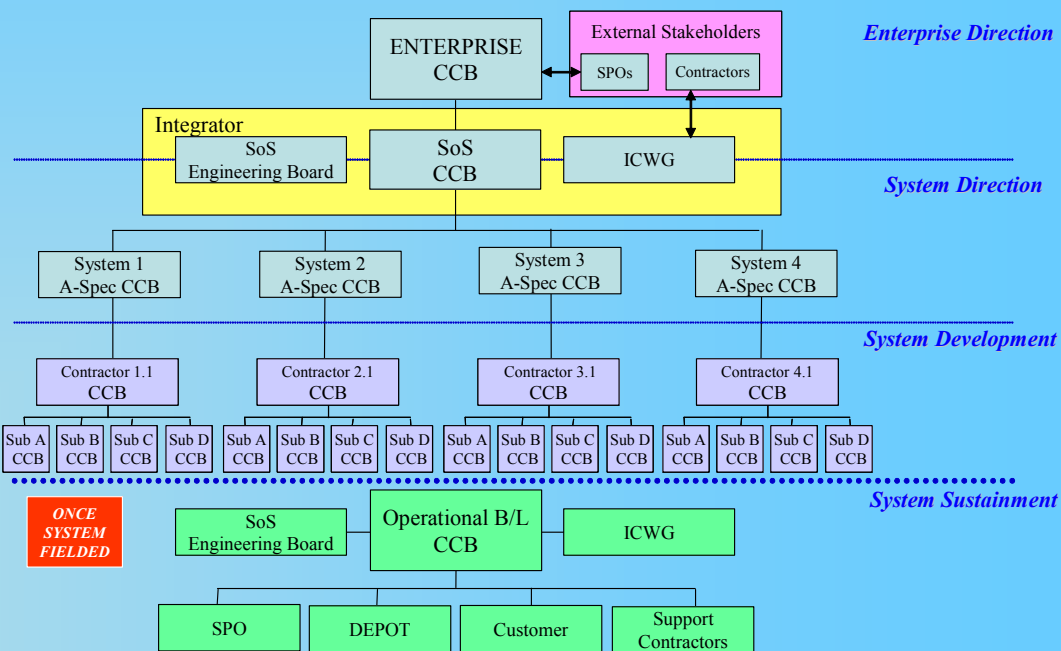 Enterprise Direction
ENTERPRISE
CCB
External Stakeholders
SPOs
Contractors
Integrator
SoS
Engineering Board
SoS
CCB
ICWG
System Direction
System 1
A-Spec CCB
System 2
A-Spec CCB
System 3
A-Spec CCB
System 4
A-Spec CCB
System Development
Contractor 1.1
CCB
Contractor 2.1
CCB
Contractor 3.1
CCB
Contractor 4.1
CCB
Sub A
CCB
Sub B
CCB
Sub C
CCB
Sub D
CCB
Sub A
CCB
Sub B
CCB
Sub C
CCB
Sub D
CCB
Sub A
CCB
Sub B
CCB
Sub C
CCB
Sub D
CCB
Sub A
CCB
Sub B
CCB
Sub C
CCB
Sub D
CCB
System Sustainment
ONCE
SYSTEM
FIELDED
SoS
Engineering Board
Operational B/L
CCB
ICWG
SPO
DEPOT
Customer
Support
Contractors